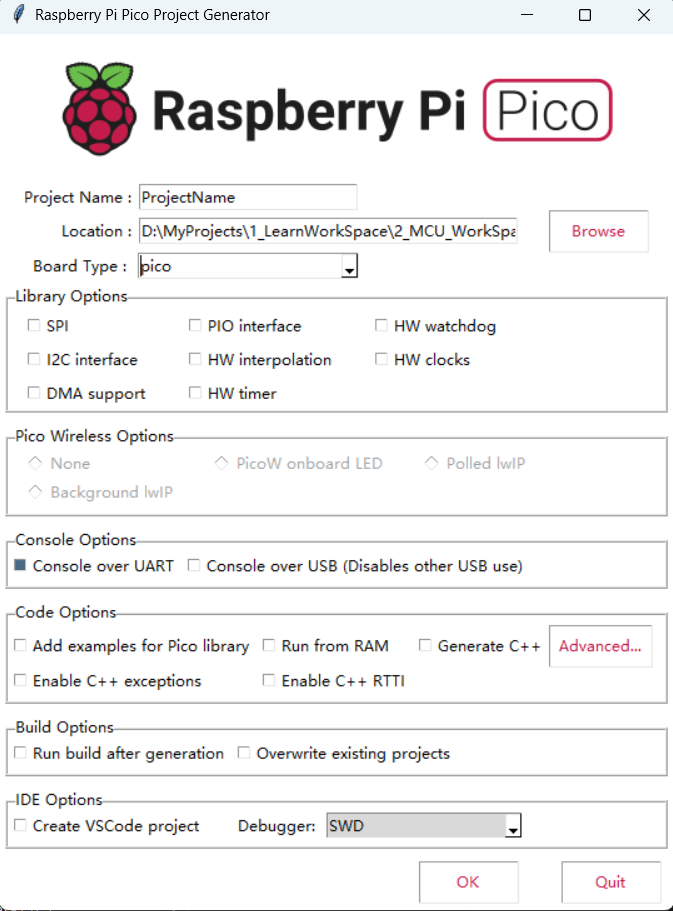 Raspberry Pi Pico Project Generator
Raspberry Pi Pico
Project Name : ProjectName
Location : D:\MyProjects\1_LearnWorkSpace\2_MCU_WorkSpa Browse
Board Type : pico
Library Options
SPI PIO interface HW watchdog
I2C interface HW interpolation HW clocks
DMA support HW timer
Pico Wireless Options
None PicoW onboard LED Polled lwIP
Background lwIP
Console Options
Console over UART Console over USB (Disables other USB use)
Code Options
Add examples for Pico library Run from RAM Generate C++ Advanced...
Enable C++ exceptions Enable C++ RTTI
Build Options
Run build after generation Overwrite existing projects
IDE Options
Create VSCode project Debugger: SWD
OK Quit